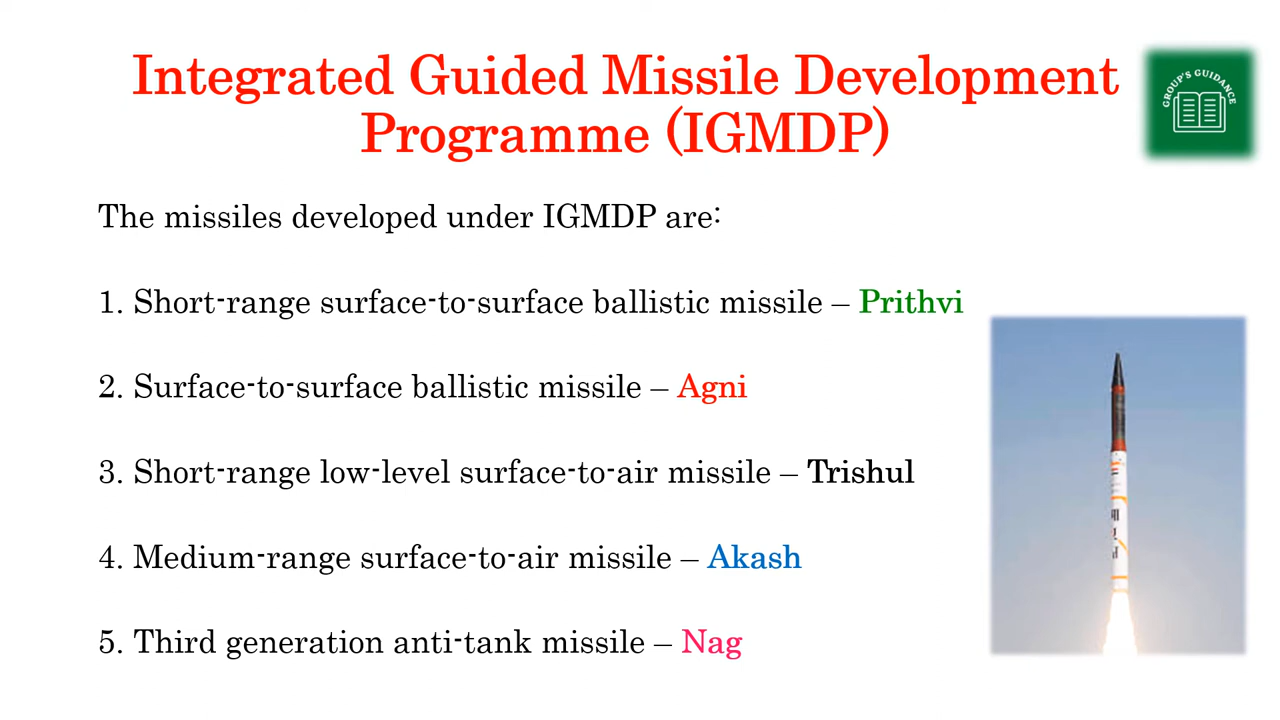 Integrated Guided Missile Development
Programme (IGMDP)
GROUP'S GUIDANCE
The missiles developed under IGMDP are:
1. Short-range surface-to-surface ballistic missile – Prithvi
2. Surface-to-surface ballistic missile – Agni
3. Short-range low-level surface-to-air missile – Trishul
4. Medium-range surface-to-air missile – Akash
5. Third generation anti-tank missile – Nag